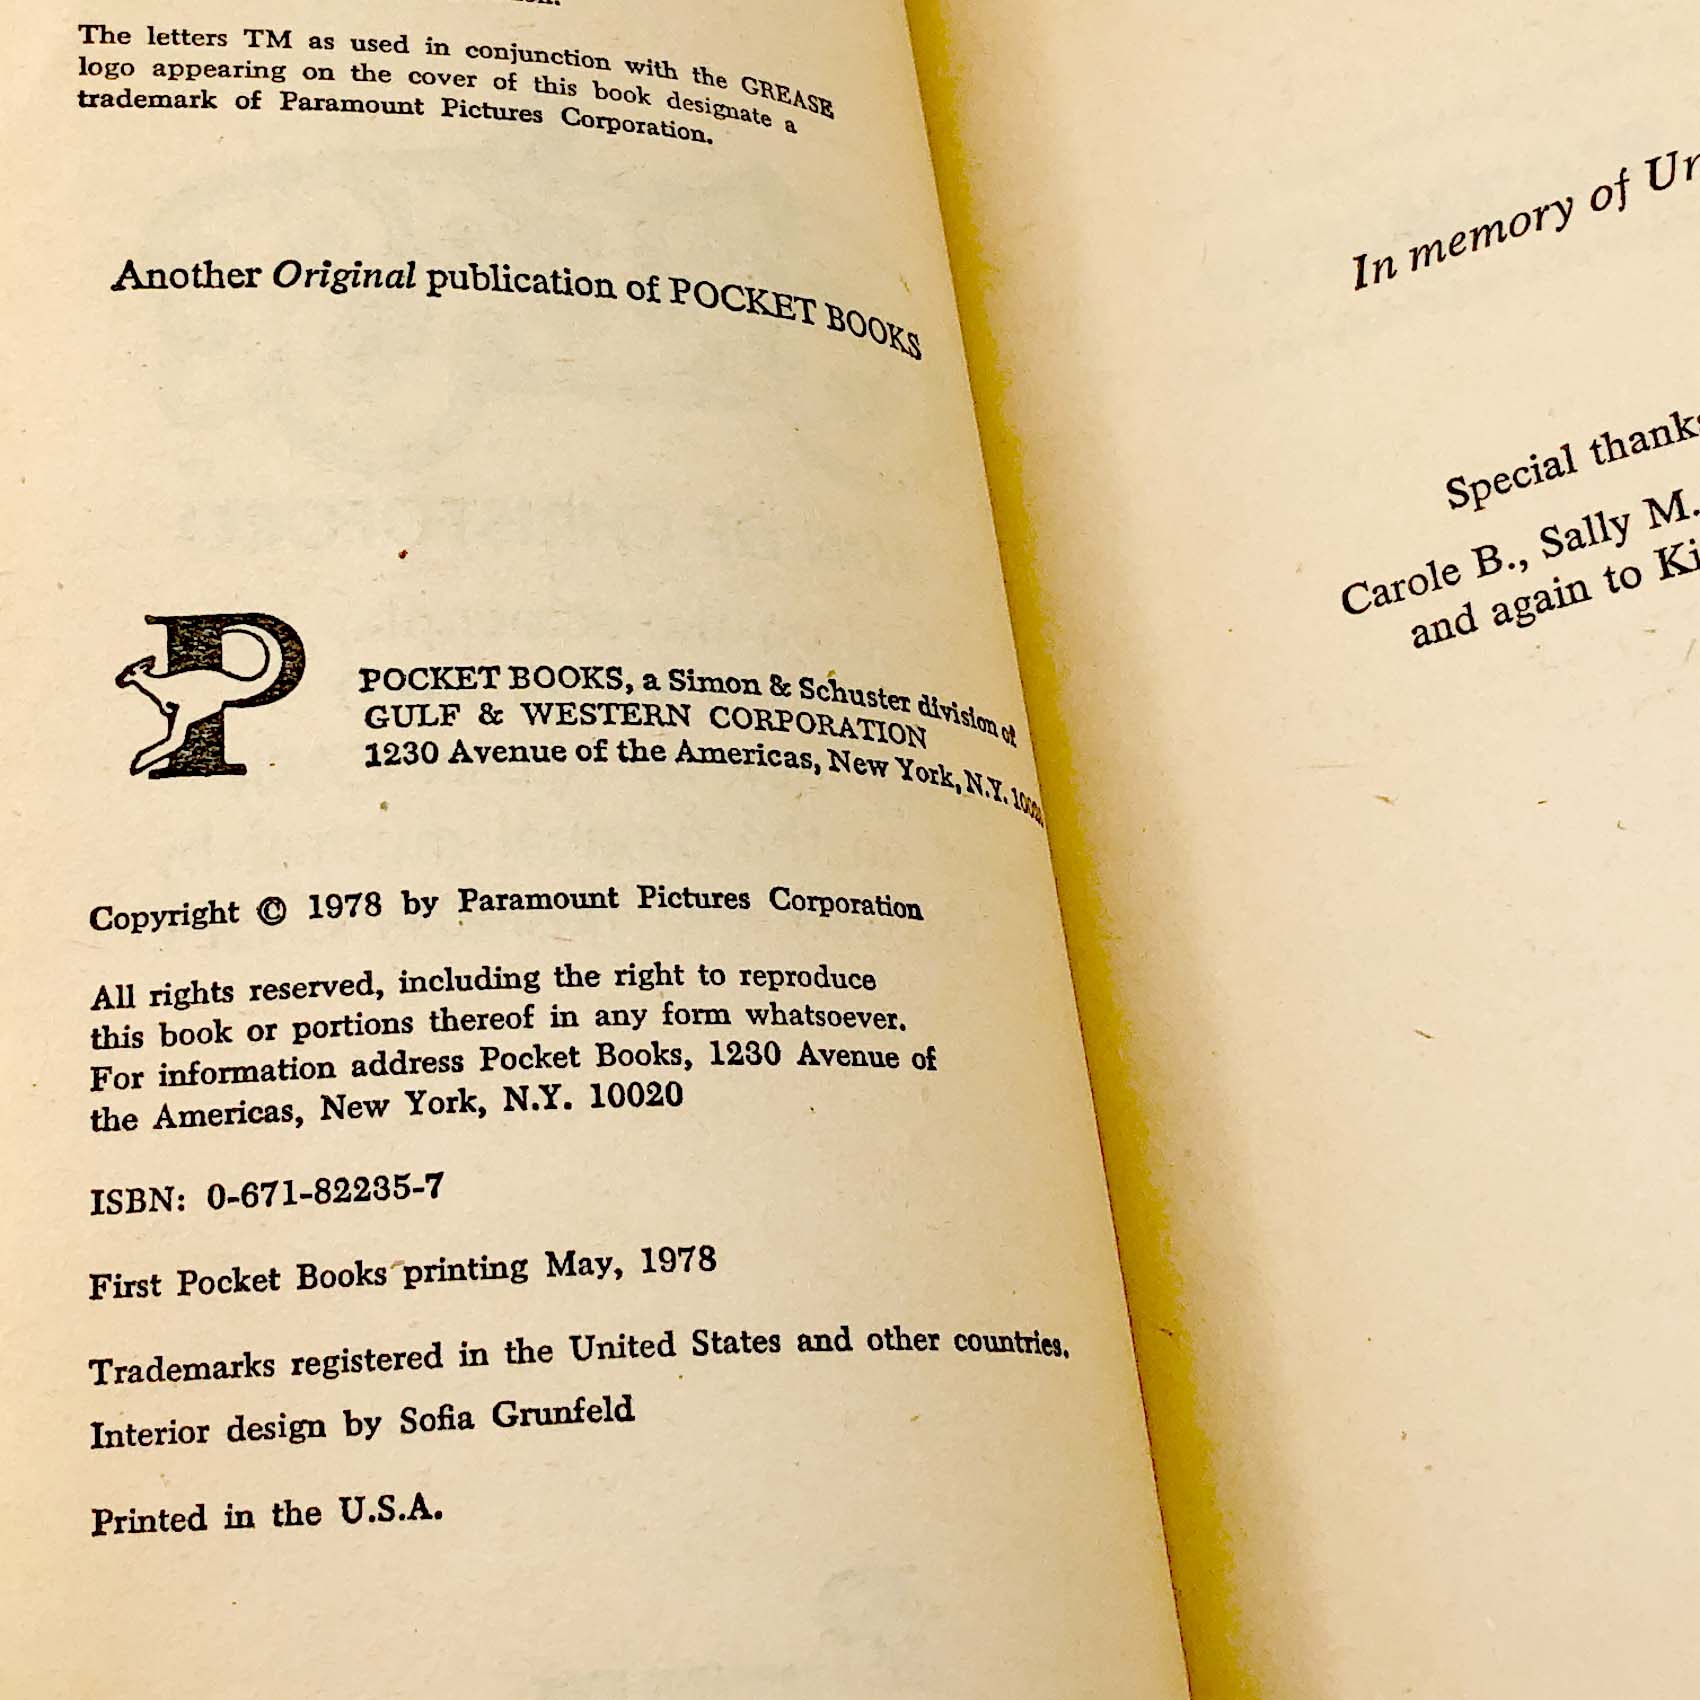 The letters TM as used in conjunction with the GREASE
logo appearing on the cover of this book designate a
trademark of Paramount Pictures Corporation.
Another Original publication of POCKET BOOKS
P
POCKET BOOKS, a Simon & Schuster division of
GULF & WESTERN CORPORATION
1230 Avenue of the Americas, New York, N.Y. 10020
Copyright © 1978 by Paramount Pictures Corporation
All rights reserved, including the right to reproduce
this book or portions thereof in any form whatsoever.
For information address Pocket Books, 1230 Avenue of
the Americas, New York, N.Y. 10020
ISBN: 0-671-82235-7
First Pocket Books printing May, 1978
Trademarks registered in the United States and other countries.
Interior design by Sofia Grunfeld
Printed in the U.S.A.
In memory of
Special thanks
Carole B., Sally M.
and again to